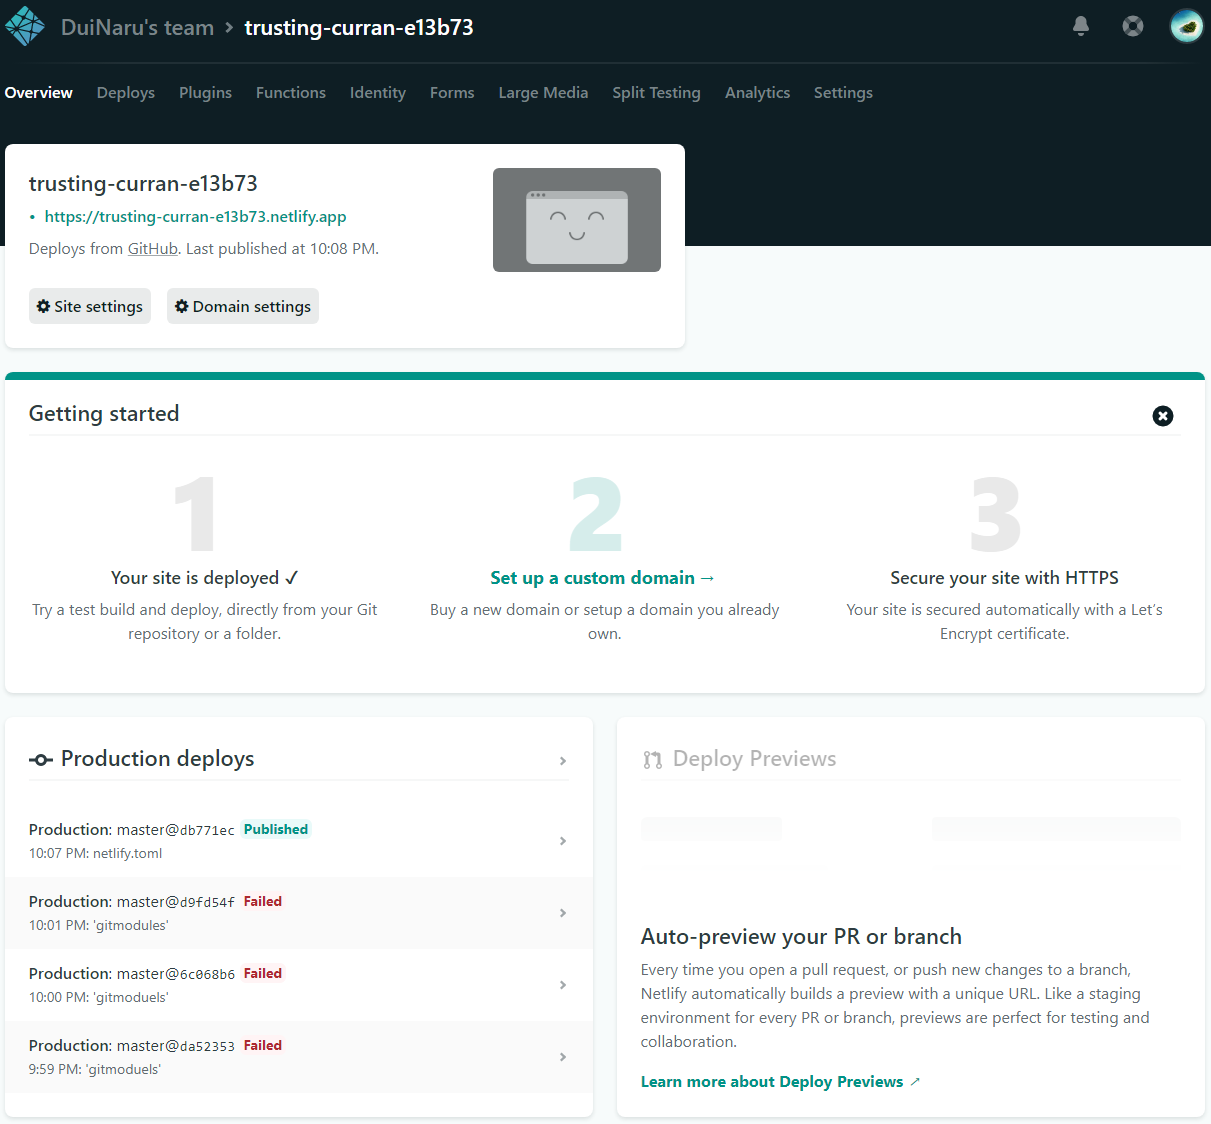 DuiNaru's team > trusting-curran-e13b73
Overview Deploys Plugins Functions Identity Forms Large Media Split Testing Analytics Settings
trusting-curran-e13b73
• https://trusting-curran-e13b73.netlify.app
Deploys from GitHub. Last published at 10:08 PM.
Site settings Domain settings
Getting started
1
Your site is deployed ✓
Try a test build and deploy, directly from your Git
repository or a folder.
2
Set up a custom domain →
Buy a new domain or setup a domain you already
own.
3
Secure your site with HTTPS
Your site is secured automatically with a Let’s
Encrypt certificate.
Production deploys
Production: master@db771ec Published
10:07 PM: netlify.toml
Production: master@d9fd54f Failed
10:01 PM: 'gitmodules'
Production: master@6c068b6 Failed
10:00 PM: 'gitmoduels'
Production: master@da52353 Failed
9:59 PM: 'gitmoduels'
Deploy Previews
Auto-preview your PR or branch
Every time you open a pull request, or push new changes to a branch,
Netlify automatically builds a preview with a unique URL. Like a staging
environment for every PR or branch, previews are perfect for testing and
collaboration.
Learn more about Deploy Previews ↗